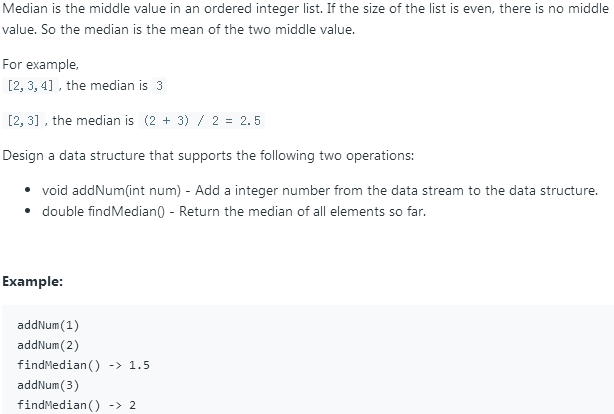 Median is the middle value in an ordered integer list. If the size of the list is even, there is no middle
value. So the median is the mean of the two middle value.
For example,
[2, 3, 4] , the median is 3
[2, 3] , the median is (2 + 3) / 2 = 2.5
Design a data structure that supports the following two operations:
• void addNum(int num) - Add a integer number from the data stream to the data structure.
• double findMedian() - Return the median of all elements so far.
Example:
addNum(1)
addNum(2)
findMedian() -> 1.5
addNum(3)
findMedian() -> 2